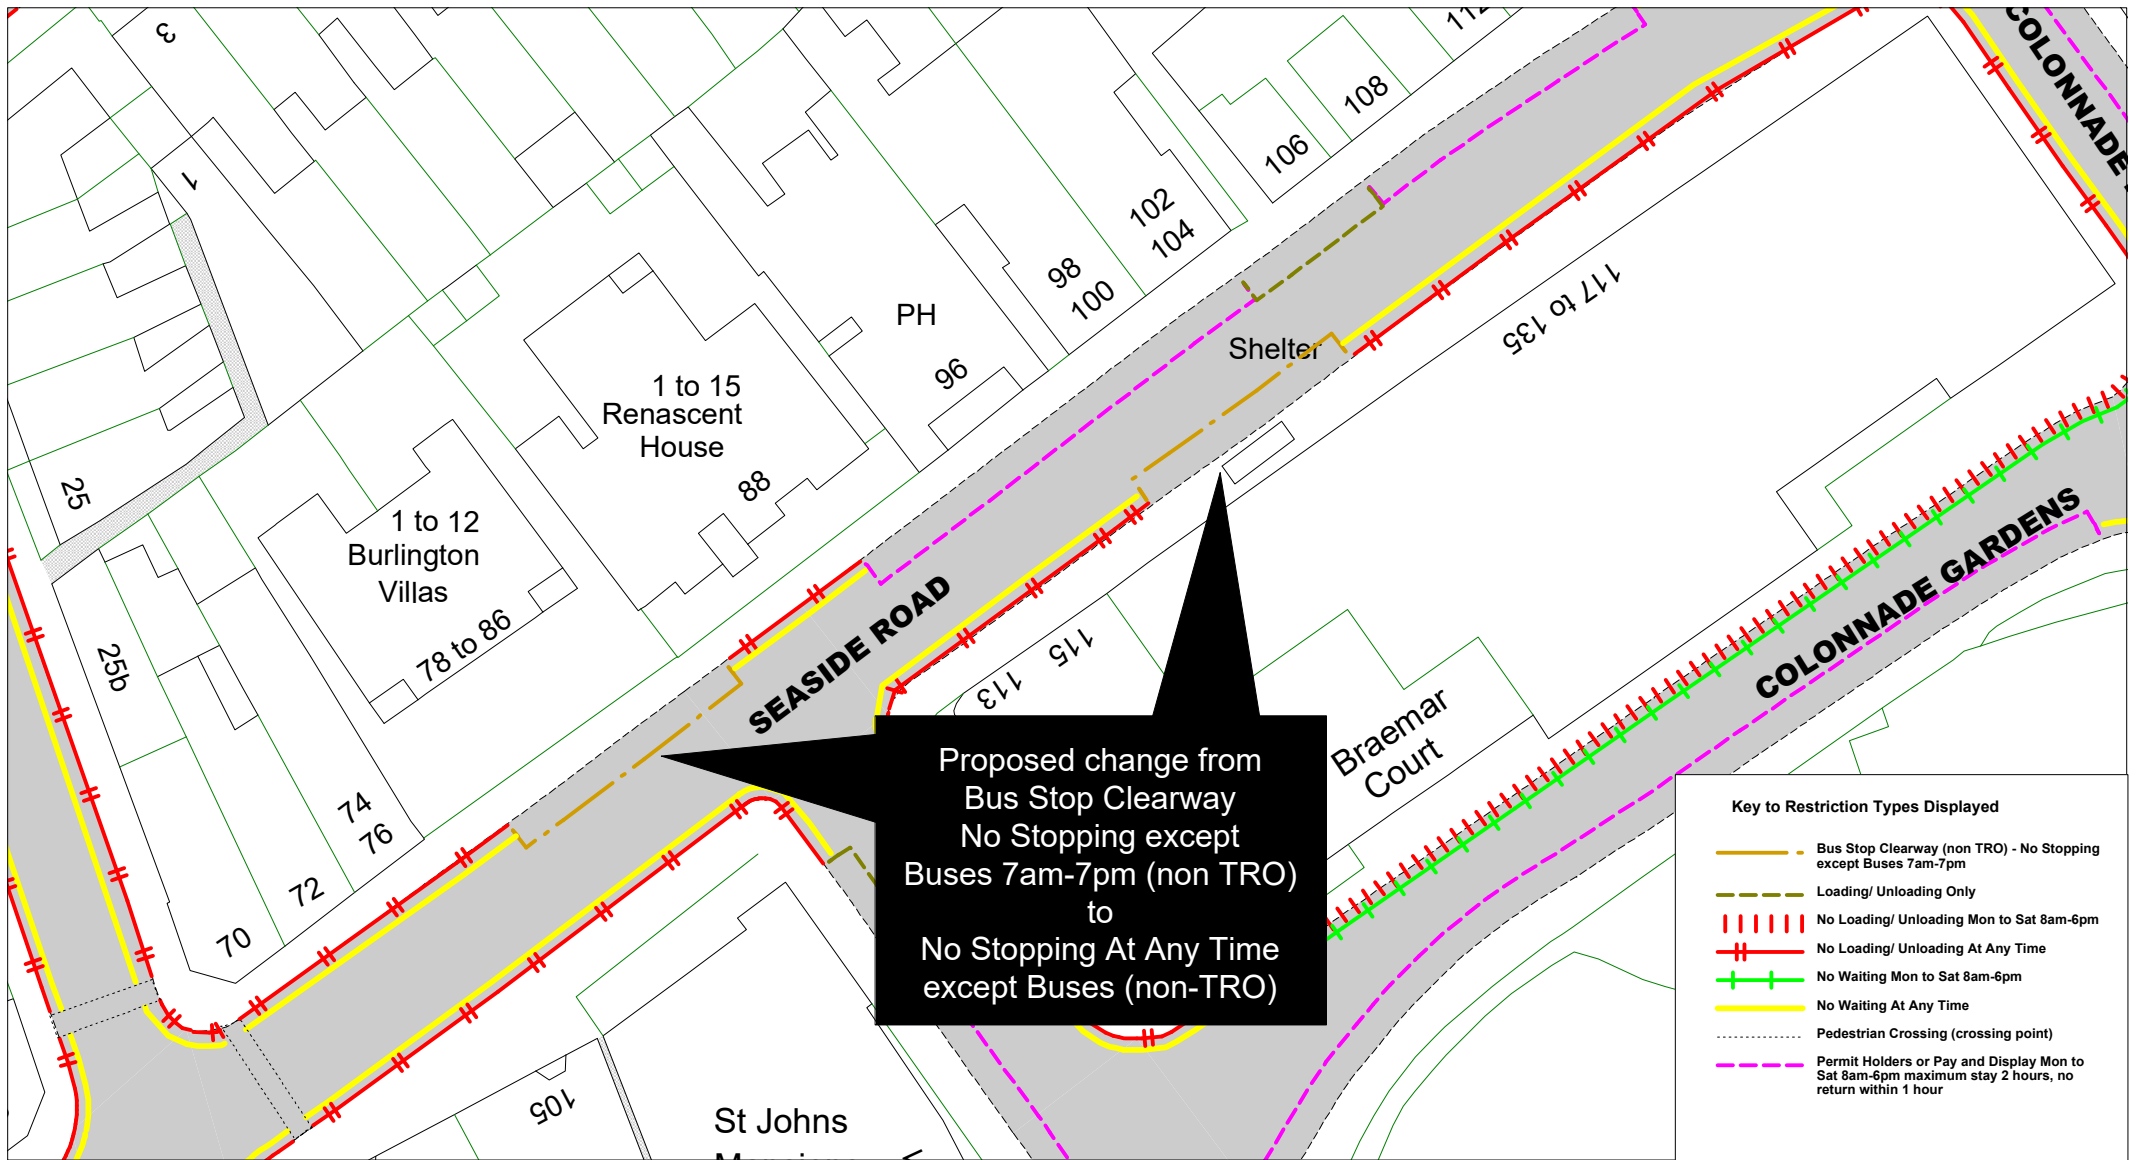 3
112
COLONNADE
1
108
106
102
104
98
100
PH
96
Shelter
117 to 135
1 to 15
Renascent
House
88
25
1 to 12
Burlington
Villas
78 to 86
25b
SEASIDE ROAD
115
113
COLONNADE GARDENS
Braemar
Court
74
76
72
70
105
St Johns
Proposed change from
Bus Stop Clearway
No Stopping except
Buses 7am-7pm (non TRO)
to
No Stopping At Any Time
except Buses (non-TRO)
Key to Restriction Types Displayed
Bus Stop Clearway (non TRO) - No Stopping
except Buses 7am-7pm
Loading/ Unloading Only
No Loading/ Unloading Mon to Sat 8am-6pm
No Loading/ Unloading At Any Time
No Waiting Mon to Sat 8am-6pm
No Waiting At Any Time
Pedestrian Crossing (crossing point)
Permit Holders or Pay and Display Mon to
Sat 8am-6pm maximum stay 2 hours, no
return within 1 hour